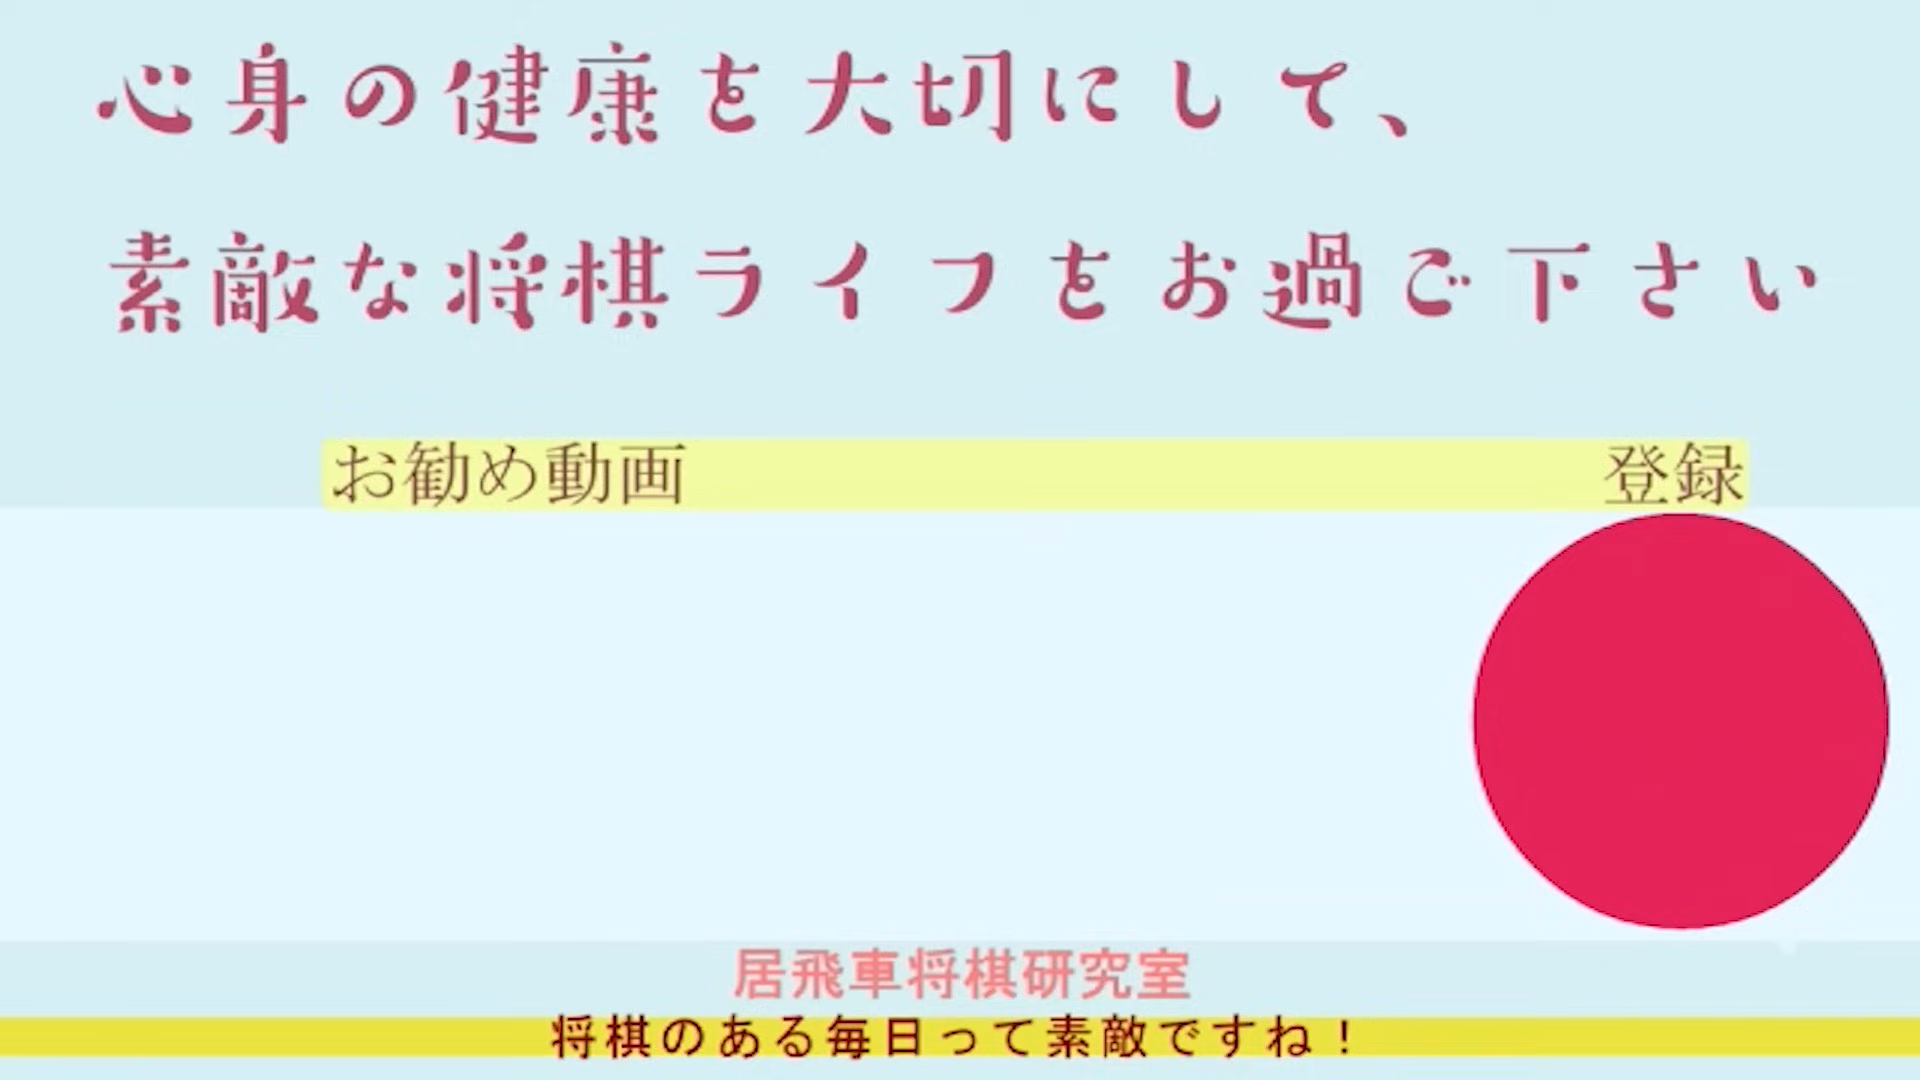 心身の健康を大切にして、
素敵な将棋ライフをお過ご下さい
お勧め動画 登録
居飛車将棋研究室
将棋のある毎日って素敵ですね！